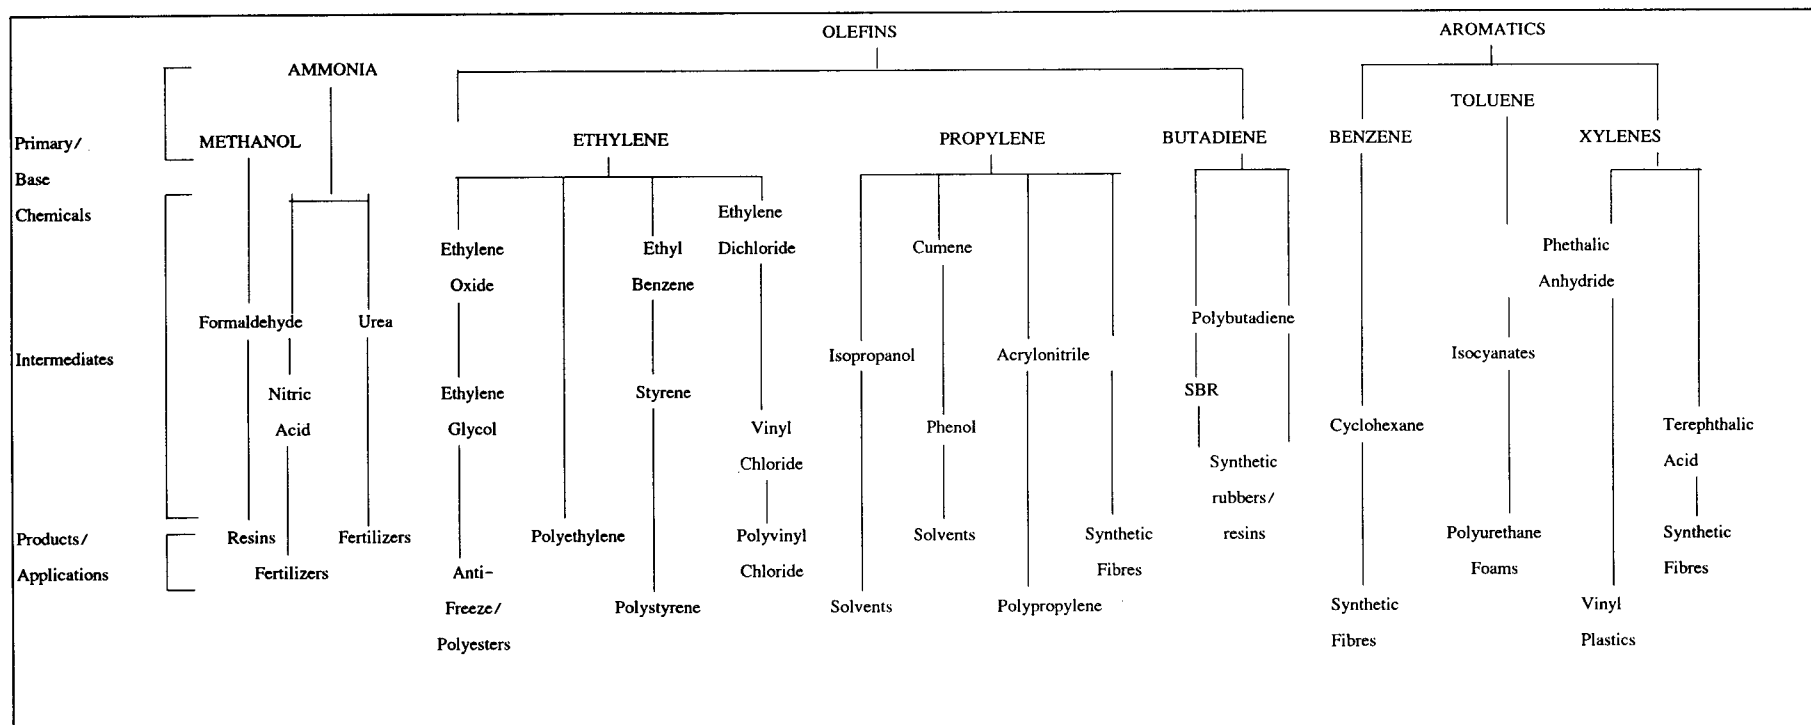 OLEFINS AROMATICS
AMMONIA
TOLUENE
Primary/ METHANOL ETHYLENE PROPYLENE BUTADIENE BENZENE XYLENES
Base
Chemicals Ethylene
Ethylene Ethyl Dichloride Cumene Phethalic
Oxide Benzene Anhydride
Formaldehyde Urea Polybutadiene
Intermediates Isopropanol Acrylonitrile Isocyanates
Nitric Ethylene Styrene SBR
Acid Glycol Vinyl Phenol Cyclohexane Terephthalic
Chloride Synthetic Acid
rubbers/
Products/ Resins Fertilizers Polyethylene Polyvinyl Solvents Synthetic resins Polyurethane Synthetic
Applications Fertilizers Anti- Chloride Fibres Foams Fibres
Freeze/ Polystyrene Solvents Polypropylene Synthetic Vinyl
Polyesters Fibres Plastics